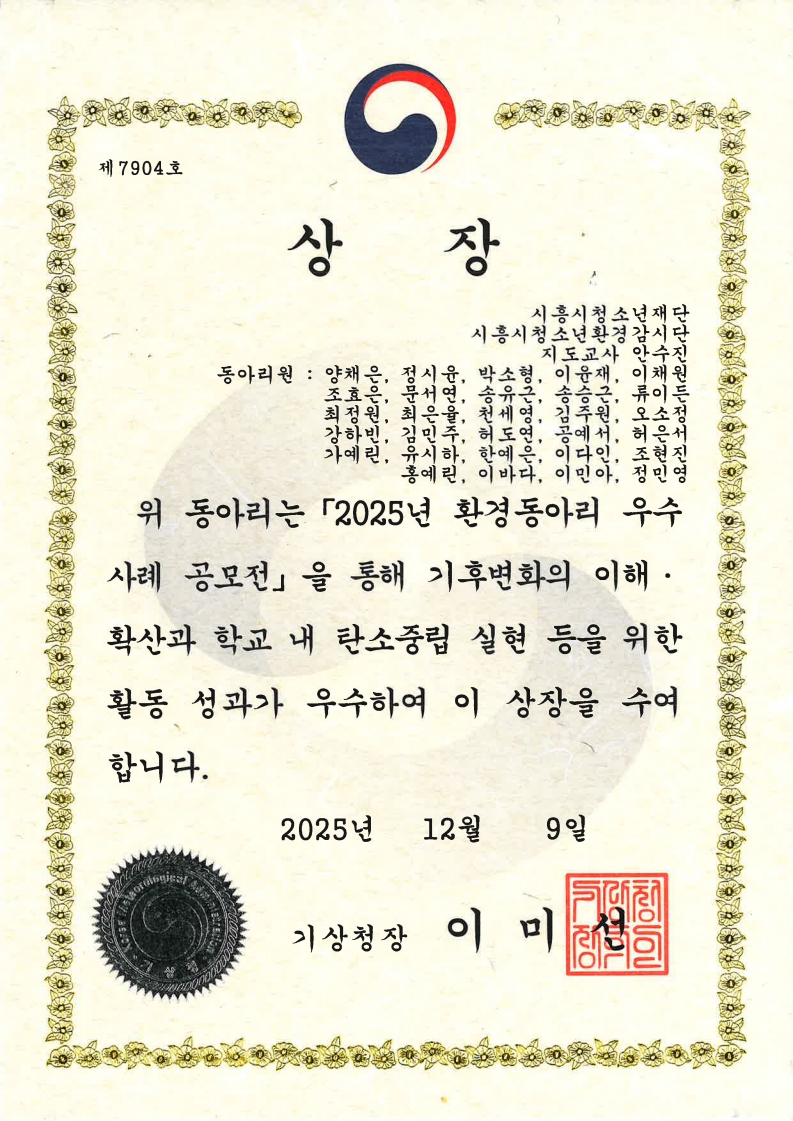 제 7904 호
상 장
시흥시청소년재단
시흥시청소년환경감시단
지도교사 안수진
동아리원 : 양채은, 정시윤, 박소형, 이윤재, 이채원
조효은, 문서연, 송유근, 송승근, 류이든
최정원, 최은율, 천세영, 김주원, 오소정
강하빈, 김민주, 허도연, 공예서, 허은서
가예린, 유시하, 한예은, 이다인, 조현진
홍예린, 이바다, 이민아, 정민영
위 동아리는「2025년 환경동아리 우수
사례 공모전」을 통해 기후변화의 이해·
확산과 학교 내 탄소중립 실현 등을 위한
활동 성과가 우수하여 이 상장을 수여
합니다.
2025년 12월 9일
기상청장 이 미 선